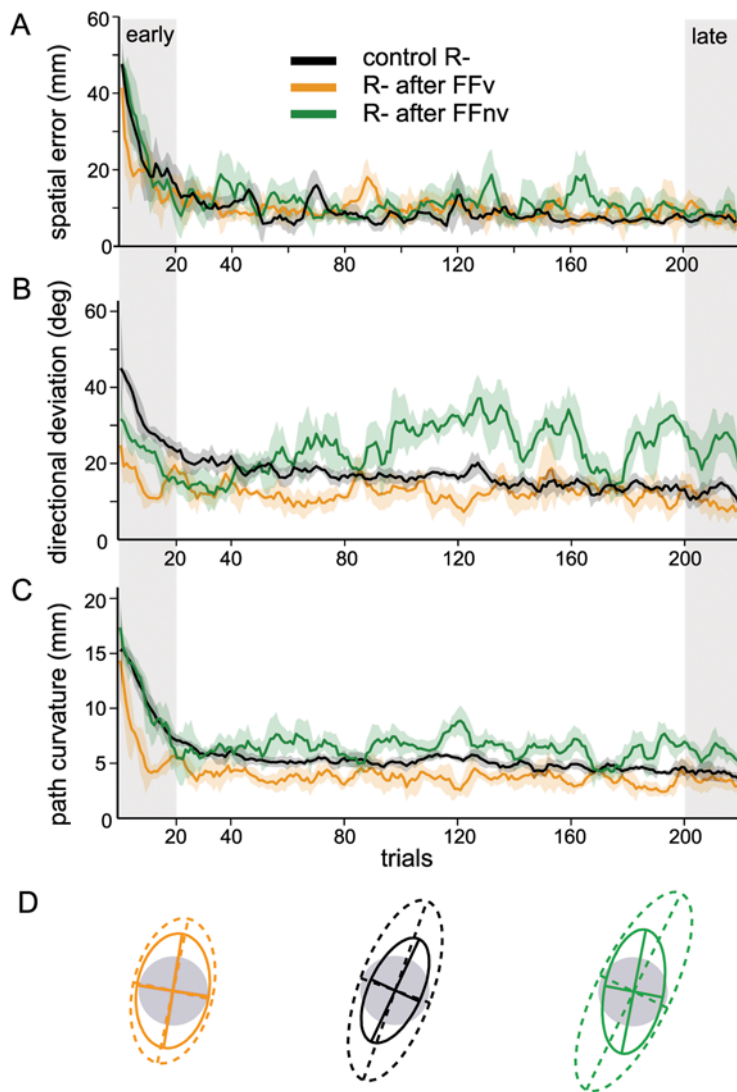 A
60
early
late
control R-
R- after FFv
R- after FFnv
40
20
0
spatial error (mm)
20 40 80 120 160 200
B
60
40
20
0
directional deviation (deg)
20 40 80 120 160 200
C
20
15
10
5
0
path curvature (mm)
20 40 80 120 160 200
trials
D